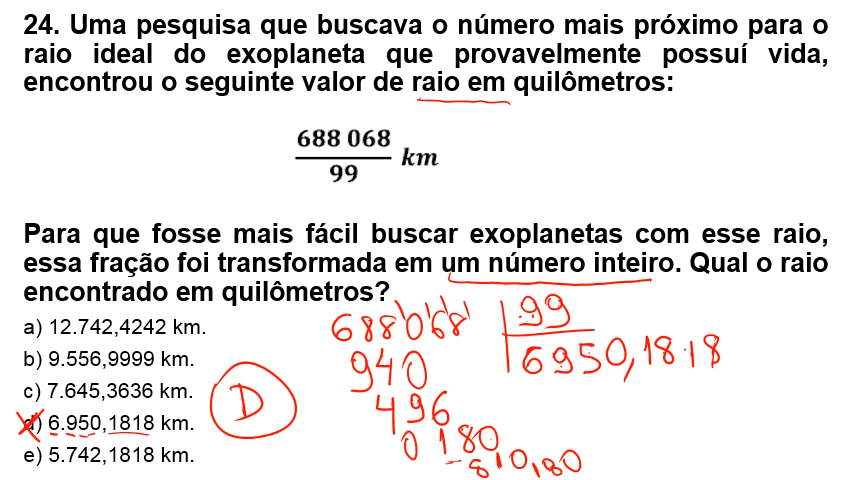 24. Uma pesquisa que buscava o número mais próximo para o
raio ideal do exoplaneta que provavelmente possuí vida,
encontrou o seguinte valor de raio em quilômetros:
688 068
99
km
Para que fosse mais fácil buscar exoplanetas com esse raio,
essa fração foi transformada em um número inteiro. Qual o raio
encontrado em quilômetros?
a) 12.742,4242 km.
b) 9.556,9999 km.
c) 7.645,3636 km.
d) 6.950,1818 km.
e) 5.742,1818 km.
D
688068 99
940 6950,1818
496
0180
810,180